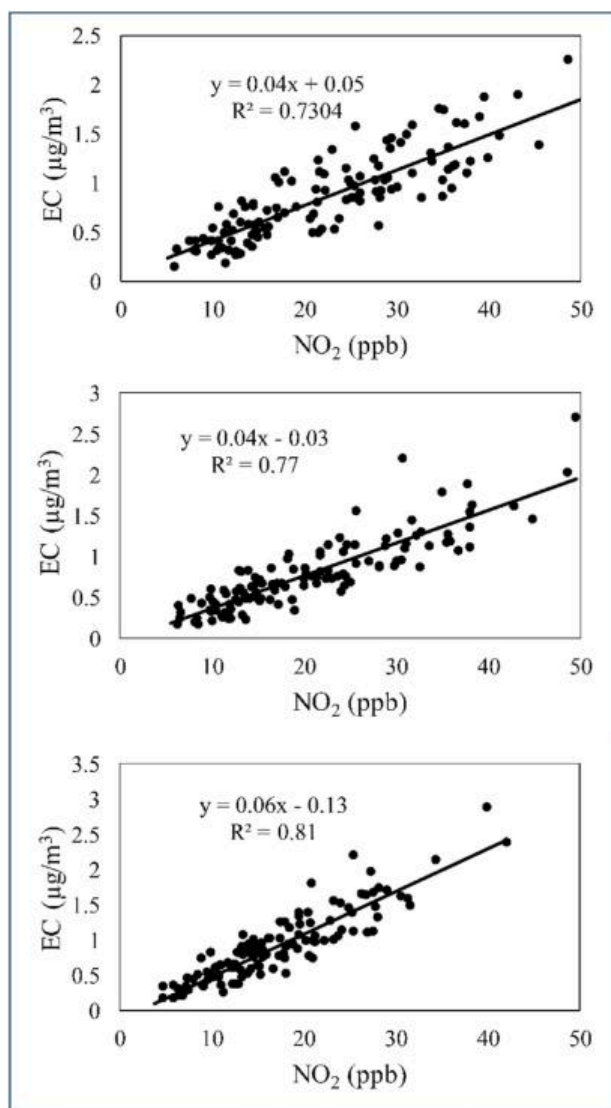 2.5
2
1.5
1
0.5
0
EC (µg/m³)
y = 0.04x + 0.05
R² = 0.7304
0 10 20 30 40 50
NO₂ (ppb)
3
2.5
2
1.5
1
0.5
0
EC (µg/m³)
y = 0.04x - 0.03
R² = 0.77
0 10 20 30 40 50
NO₂ (ppb)
3.5
3
2.5
2
1.5
1
0.5
0
EC (µg/m³)
y = 0.06x - 0.13
R² = 0.81
0 10 20 30 40 50
NO₂ (ppb)